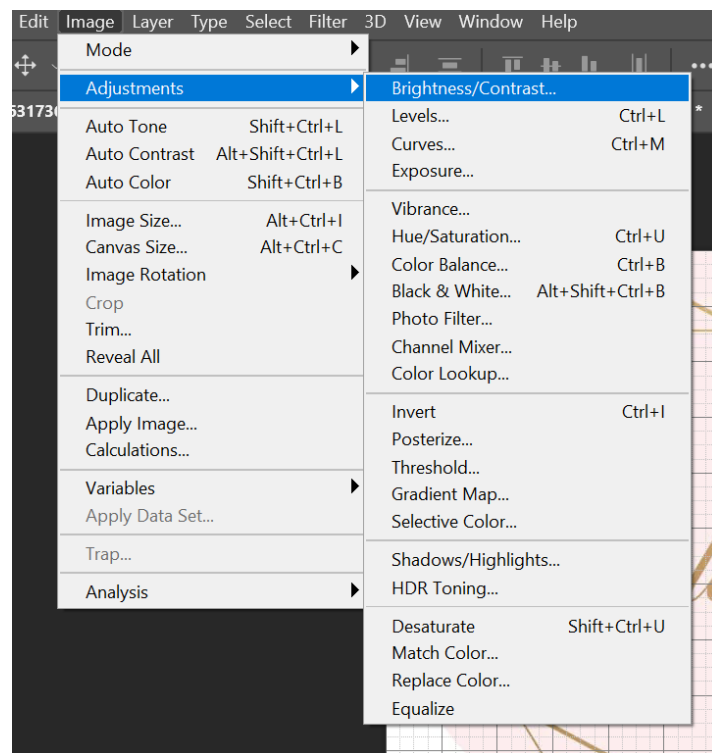 Edit Image Layer Type Select Filter 3D View Window Help
Mode
Adjustments
Auto Tone Shift+Ctrl+L
Auto Contrast Alt+Shift+Ctrl+L
Auto Color Shift+Ctrl+B
Image Size... Alt+Ctrl+I
Canvas Size... Alt+Ctrl+C
Image Rotation
Crop
Trim...
Reveal All
Duplicate...
Apply Image...
Calculations...
Variables
Apply Data Set...
Trap...
Analysis
Brightness/Contrast...
Levels... Ctrl+L
Curves... Ctrl+M
Exposure...
Vibrance...
Hue/Saturation... Ctrl+U
Color Balance... Ctrl+B
Black & White... Alt+Shift+Ctrl+B
Photo Filter...
Channel Mixer...
Color Lookup...
Invert Ctrl+I
Posterize...
Threshold...
Gradient Map...
Selective Color...
Shadows/Highlights...
HDR Toning...
Desaturate Shift+Ctrl+U
Match Color...
Replace Color...
Equalize